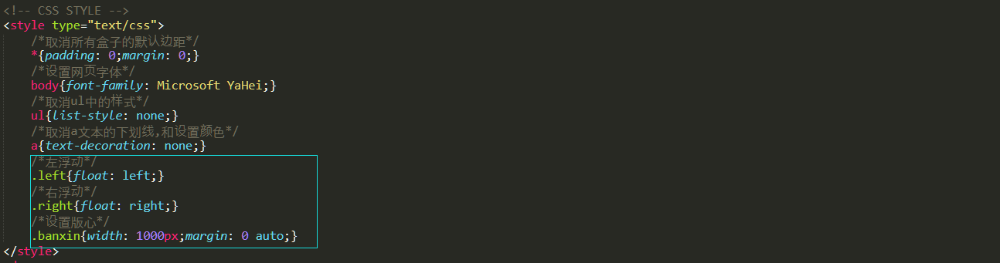 <!-- CSS STYLE -->
<style type="text/css">
/*取消所有盒子的默认边距*/
*{padding: 0;margin: 0;}
/*设置网页字体*/
body{font-family: Microsoft YaHei;}
/*取消ul中的样式*/
ul{list-style: none;}
/*取消a文本的下划线,和设置颜色*/
a{text-decoration: none;}
/*左浮动*/
.left{float: left;}
/*右浮动*/
.right{float: right;}
/*设置版心*/
.banxin{width: 1000px;margin: 0 auto;}
</style>